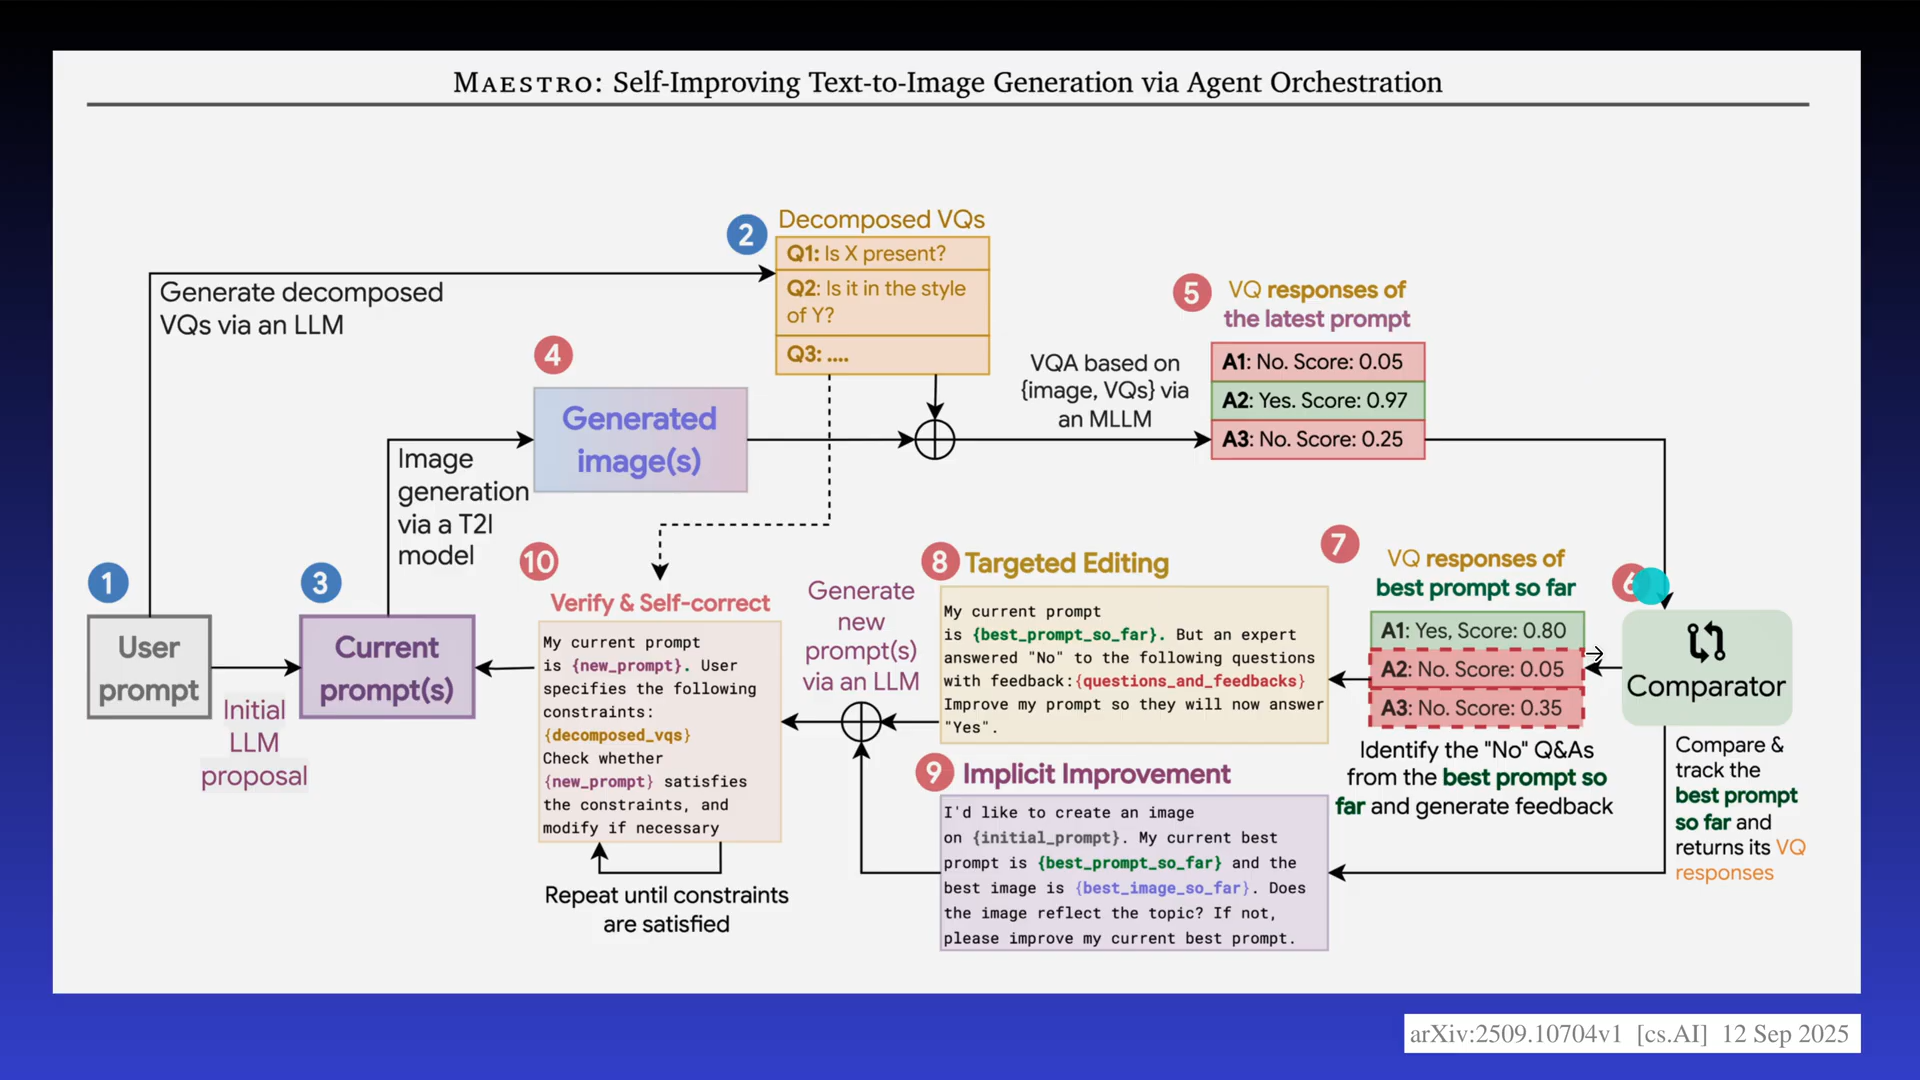 MAESTRO: Self-Improving Text-to-Image Generation via Agent Orchestration
2
Decomposed VQs
Q1: Is X present?
Q2: Is it in the style
of Y?
Q3: ....
Generate decomposed
VQs via an LLM
5
VQ responses of
the latest prompt
A1: No. Score: 0.05
A2: Yes. Score: 0.97
A3: No. Score: 0.25
VQA based on
{image, VQs} via
an MLLM
4
Generated
image(s)
Image
generation
via a T2I
model
1
User
prompt
3
Current
prompt(s)
Initial
LLM
proposal
10
Verify & Self-correct
My current prompt
is {new_prompt}. User
specifies the following
constraints:
{decomposed_vqs}
Check whether
{new_prompt} satisfies
the constraints, and
modify if necessary
Repeat until constraints
are satisfied
Generate
new
prompt(s)
via an LLM
8
Targeted Editing
My current prompt
is {best_prompt_so_far}. But an expert
answered "No" to the following questions
with feedback:{questions_and_feedbacks}
Improve my prompt so they will now answer
"Yes".
9
Implicit Improvement
I'd like to create an image
on {initial_prompt}. My current best
prompt is {best_prompt_so_far} and the
best image is {best_image_so_far}. Does
the image reflect the topic? If not,
please improve my current best prompt.
7
VQ responses of
best prompt so far
A1: Yes, Score: 0.80
A2: No. Score: 0.05
A3: No. Score: 0.35
Identify the "No" Q&As
from the best prompt so
far and generate feedback
6
Comparator
Compare &
track the
best prompt
so far and
returns its VQ
responses
arXiv:2509.10704v1 [cs.AI] 12 Sep 2025